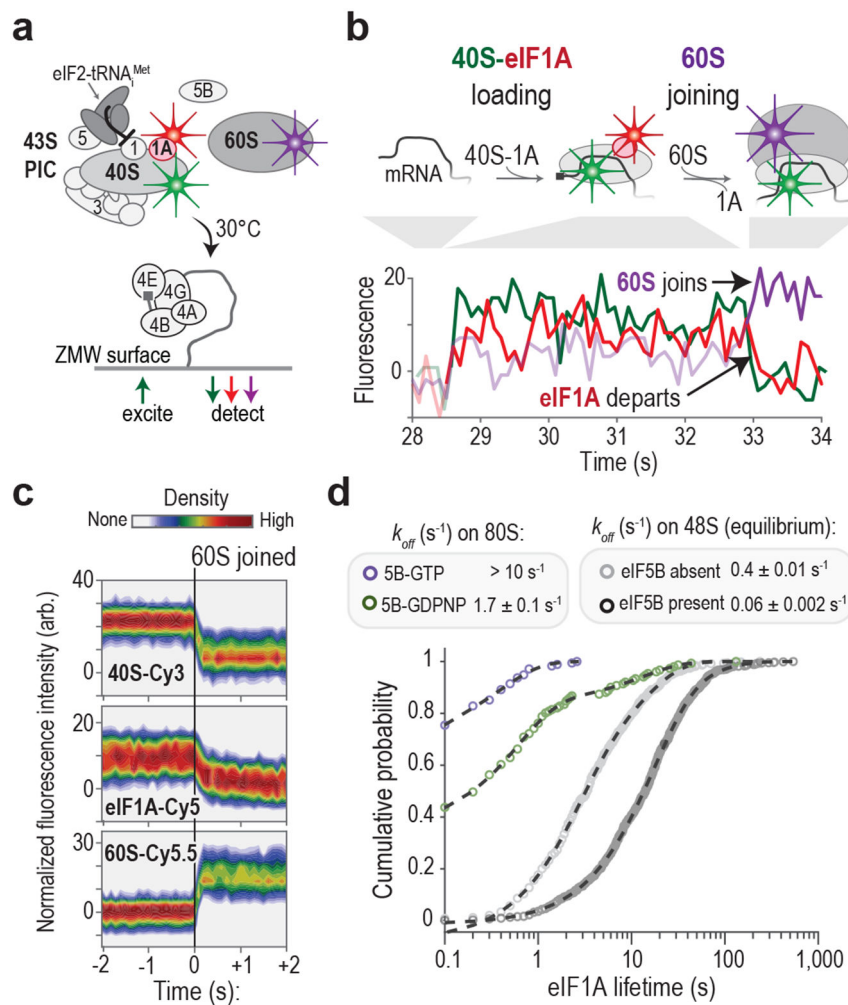 a
eIF2-tRNAiMet
5B
43S
PIC
5
1
1A
40S
3
60S
30°C
4E
4G
4A
4B
ZMW surface
excite
detect
b
40S-eIF1A
loading
60S
joining
mRNA
40S-1A
60S
1A
Fluorescence
20
0
60S joins
eIF1A departs
28 29 30 31 32 33 34
Time (s)
c
Density
None High
60S joined
Normalized fluorescence intensity (arb.)
40
0
40S-Cy3
20
0
eIF1A-Cy5
30
0
60S-Cy5.5
-2 -1 0 +1 +2
Time (s):
d
koff (s-1) on 80S:
5B-GTP > 10 s-1
5B-GDPNP 1.7 ± 0.1 s-1
koff (s-1) on 48S (equilibrium):
eIF5B absent 0.4 ± 0.01 s-1
eIF5B present 0.06 ± 0.002 s-1
Cumulative probability
1
0.8
0.6
0.4
0.2
0
0.1 1 10 100 1,000
eIF1A lifetime (s)